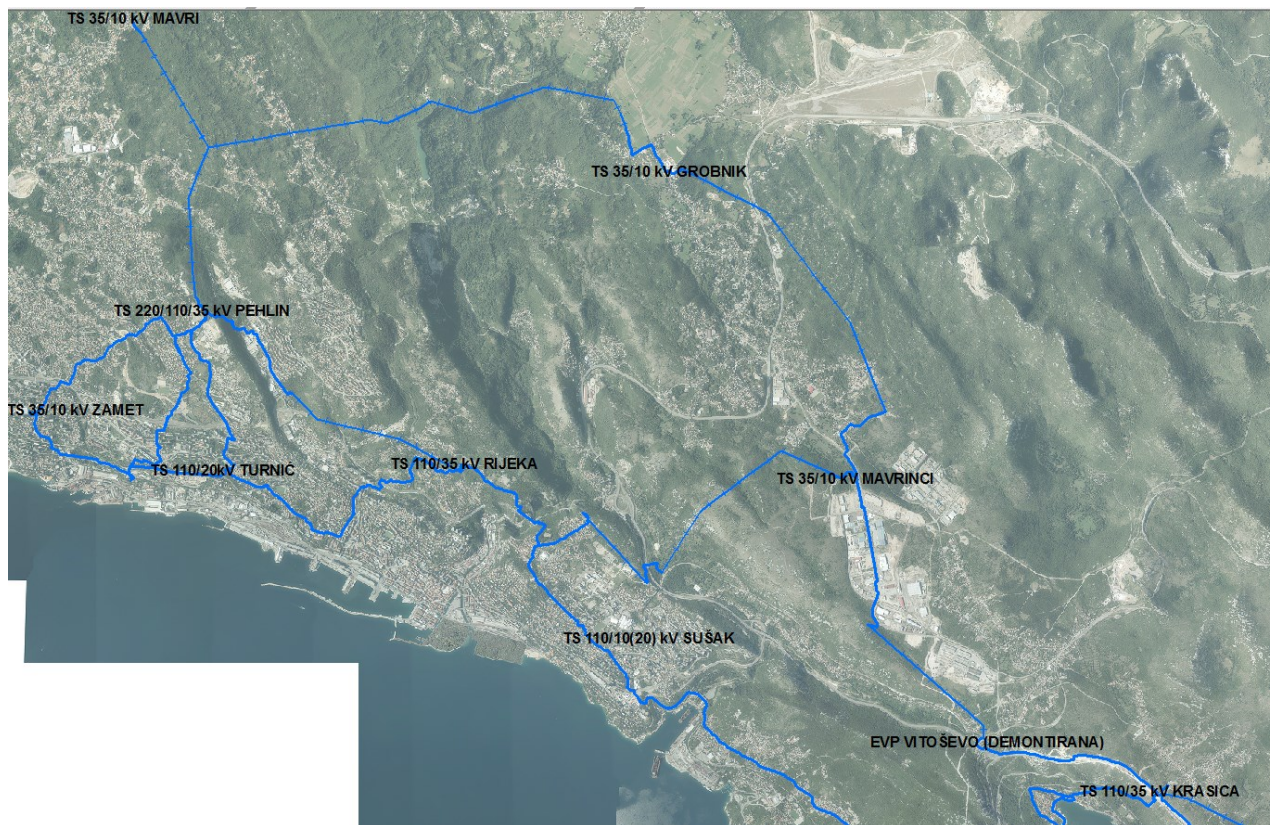 TS 35/10 kV MAVRI
TS 35/10 kV GROBNIK
TS 220/110/35 kV PEHLIN
TS 35/10 kV ZAMET
TS 110/20kV TURNIĆ
TS 110/35 kV RIJEKA
TS 35/10 kV MAVRINCI
TS 110/10(20) kV SUŠAK
EVP VITOŠEVO (DEMONTIRANA)
TS 110/35 kV KRASICA